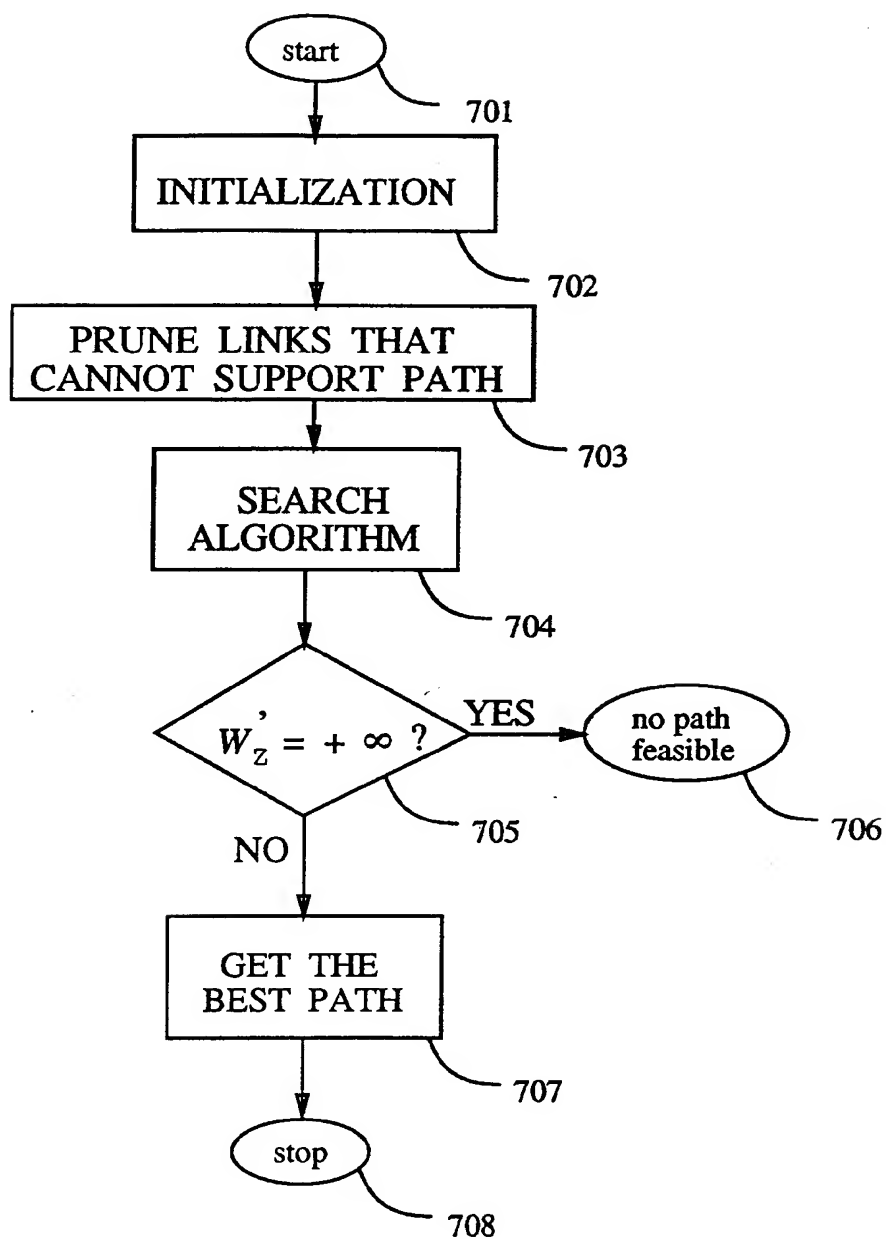 start
701
INITIALIZATION
702
PRUNE LINKS THAT
CANNOT SUPPORT PATH
703
SEARCH
ALGORITHM
704
W'z = + ∞ ?
YES
no path
feasible
705
706
NO
GET THE
BEST PATH
707
stop
708